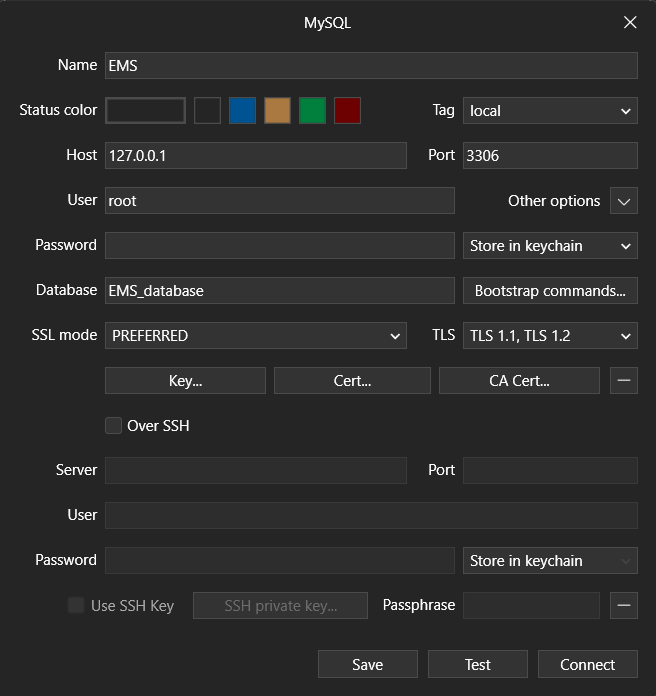 MySQL
Name EMS
Status color Tag local
Host 127.0.0.1 Port 3306
User root Other options
Password Store in keychain
Database EMS_database Bootstrap commands...
SSL mode PREFERRED TLS TLS 1.1, TLS 1.2
Key... Cert... CA Cert...
Over SSH
Server Port
User
Password Store in keychain
Use SSH Key SSH private key... Passphrase
Save Test Connect